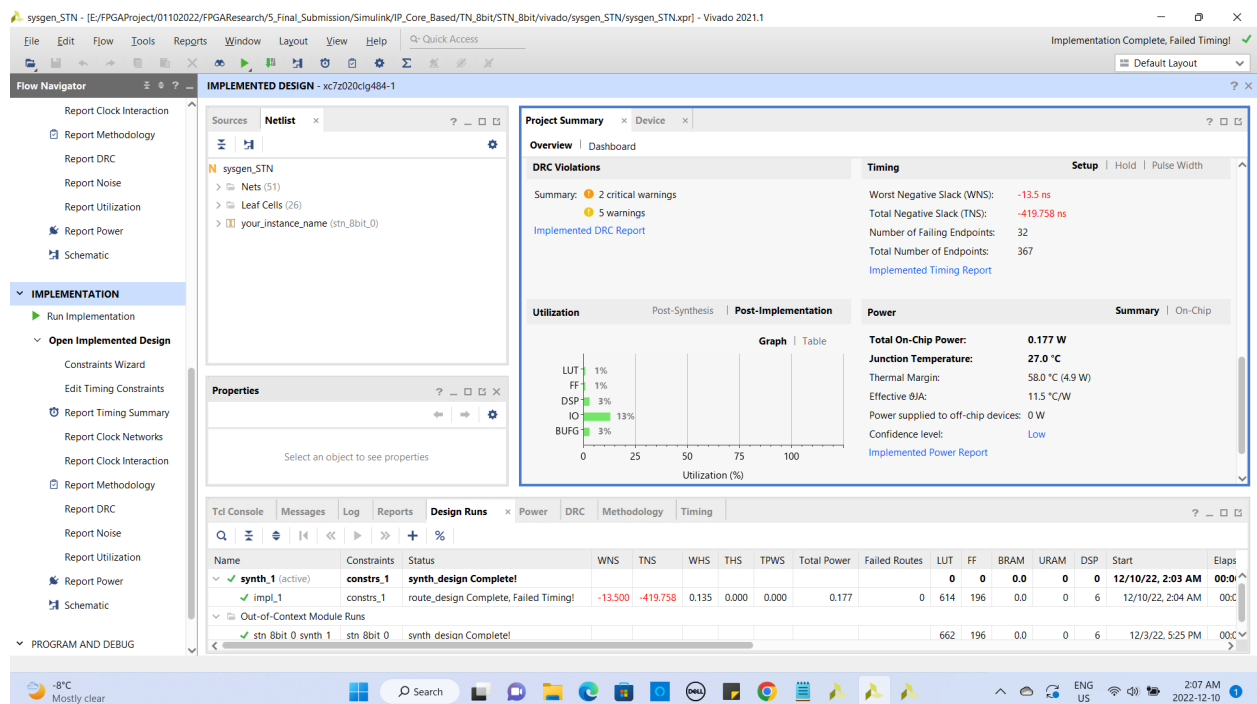 sysgen_STN - [E:/FPGAProject/01102022/FPGAResearch/5_Final_Submission/Simulink/IP_Core_Based/TN_8bit/STN_8bit/vivado/sysgen_STN/sysgen_STN.xpr] - Vivado 2021.1
File Edit Flow Tools Reports Window Layout View Help Q- Quick Access Implementation Complete, Failed Timing!
Default Layout
Flow Navigator ? _
IMPLEMENTED DESIGN - xc7z020clg484-1 ? ×
Report Clock Interaction
Report Methodology
Report DRC
Report Noise
Report Utilization
Report Power
Schematic
IMPLEMENTATION
Run Implementation
Open Implemented Design
Constraints Wizard
Edit Timing Constraints
Report Timing Summary
Report Clock Networks
Report Clock Interaction
Report Methodology
Report DRC
Report Noise
Report Utilization
Report Power
Schematic
PROGRAM AND DEBUG
Sources Netlist × ? _
N sysgen_STN
Nets (51)
Leaf Cells (26)
your_instance_name (stn_8bit_0)
Properties ? _ ×
Select an object to see properties
Project Summary × Device × ?
Overview | Dashboard
DRC Violations
Summary: 2 critical warnings
5 warnings
Implemented DRC Report
Timing Setup | Hold | Pulse Width
Worst Negative Slack (WNS): -13.5 ns
Total Negative Slack (TNS): -419.758 ns
Number of Failing Endpoints: 32
Total Number of Endpoints: 367
Implemented Timing Report
Utilization Post-Synthesis | Post-Implementation
Graph | Table
LUT 1%
FF 1%
DSP 3%
IO 13%
BUFG 3%
0 25 50 75 100
Utilization (%)
Power Summary | On-Chip
Total On-Chip Power: 0.177 W
Junction Temperature: 27.0 °C
Thermal Margin: 58.0 °C (4.9 W)
Effective ϑJA: 11.5 °C/W
Power supplied to off-chip devices: 0 W
Confidence level: Low
Implemented Power Report
Tcl Console Messages Log Reports Design Runs × Power DRC Methodology Timing ? _
Name Constraints Status WNS TNS WHS THS TPWS Total Power Failed Routes LUT FF BRAM URAM DSP Start Elaps
synth_1 (active) constrs_1 synth_design Complete! 0 0 0.0 0 0 12/10/22, 2:03 AM 00:0
impl_1 constrs_1 route_design Complete, Failed Timing! -13.500 -419.758 0.135 0.000 0.000 0.177 0 614 196 0.0 0 6 12/10/22, 2:04 AM 00:0
Out-of-Context Module Runs
stn_8bit_0_synth_1 stn_8bit_0 synth_design Complete! 662 196 0.0 0 6 12/3/22, 5:25 PM 00:0
-8°C
Mostly clear
Search
DELL
ENG
US
2:07 AM
2022-12-10
1